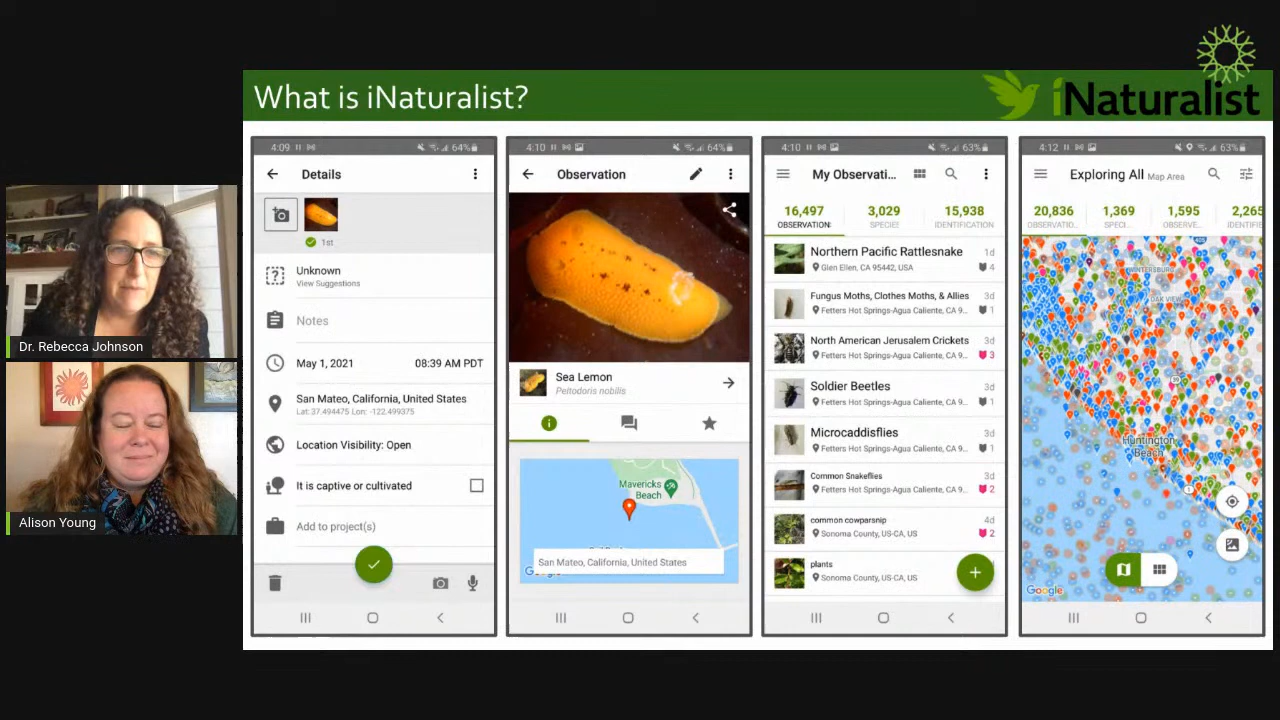 What is iNaturalist?
iNaturalist
Dr. Rebecca Johnson
Alison Young
4:09
64%
Details
1st
Unknown
View Suggestions
Notes
May 1, 2021
08:39 AM PDT
San Mateo, California, United States
Lat: 37.494475 Lon: -122.499375
Location Visibility: Open
It is captive or cultivated
Add to project(s)
4:10
64%
Observation
Sea Lemon
Peltodoris nobilis
Mavericks
Beach
San Mateo, California, United States
4:10
63%
My Observati...
16,497
3,029
15,938
OBSERVATION:
SPECIES
IDENTIFICATION
Northern Pacific Rattlesnake
1d
Glen Ellen, CA 95442, USA
4
Fungus Moths, Clothes Moths, & Allies
3d
Fetters Hot Springs-Agua Caliente, CA 9...
1
North American Jerusalem Crickets
3d
Fetters Hot Springs-Agua Caliente, CA 9...
3
Soldier Beetles
3d
Fetters Hot Springs-Agua Caliente, CA 9...
1
Microcaddisflies
3d
Fetters Hot Springs-Agua Caliente, CA 9...
1
Common Snakeflies
3d
Fetters Hot Springs-Agua Caliente, CA 9...
2
common cowparsnip
4d
Sonoma County, US-CA, US
2
plants
Sonoma County, US-CA, US
4:12
63%
Exploring All Map Area
20,836
1,369
1,595
2,265
OBSERVATIO...
SPECI...
OBSERVE...
IDENTIFIE
WINTERSBURG
OAK VIEW
Huntington
Beach
Google